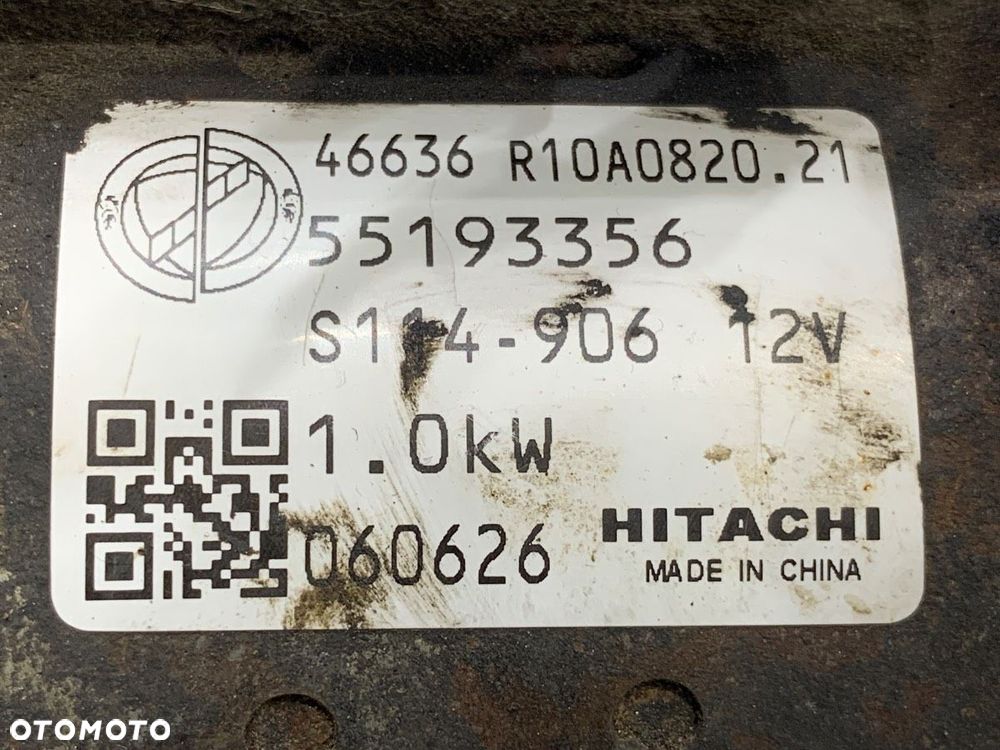 46636 R10A0820.21
55193356
S114-906 12V
1.0kW
060626
HITACHI
MADE IN CHINA
OTOMOTO